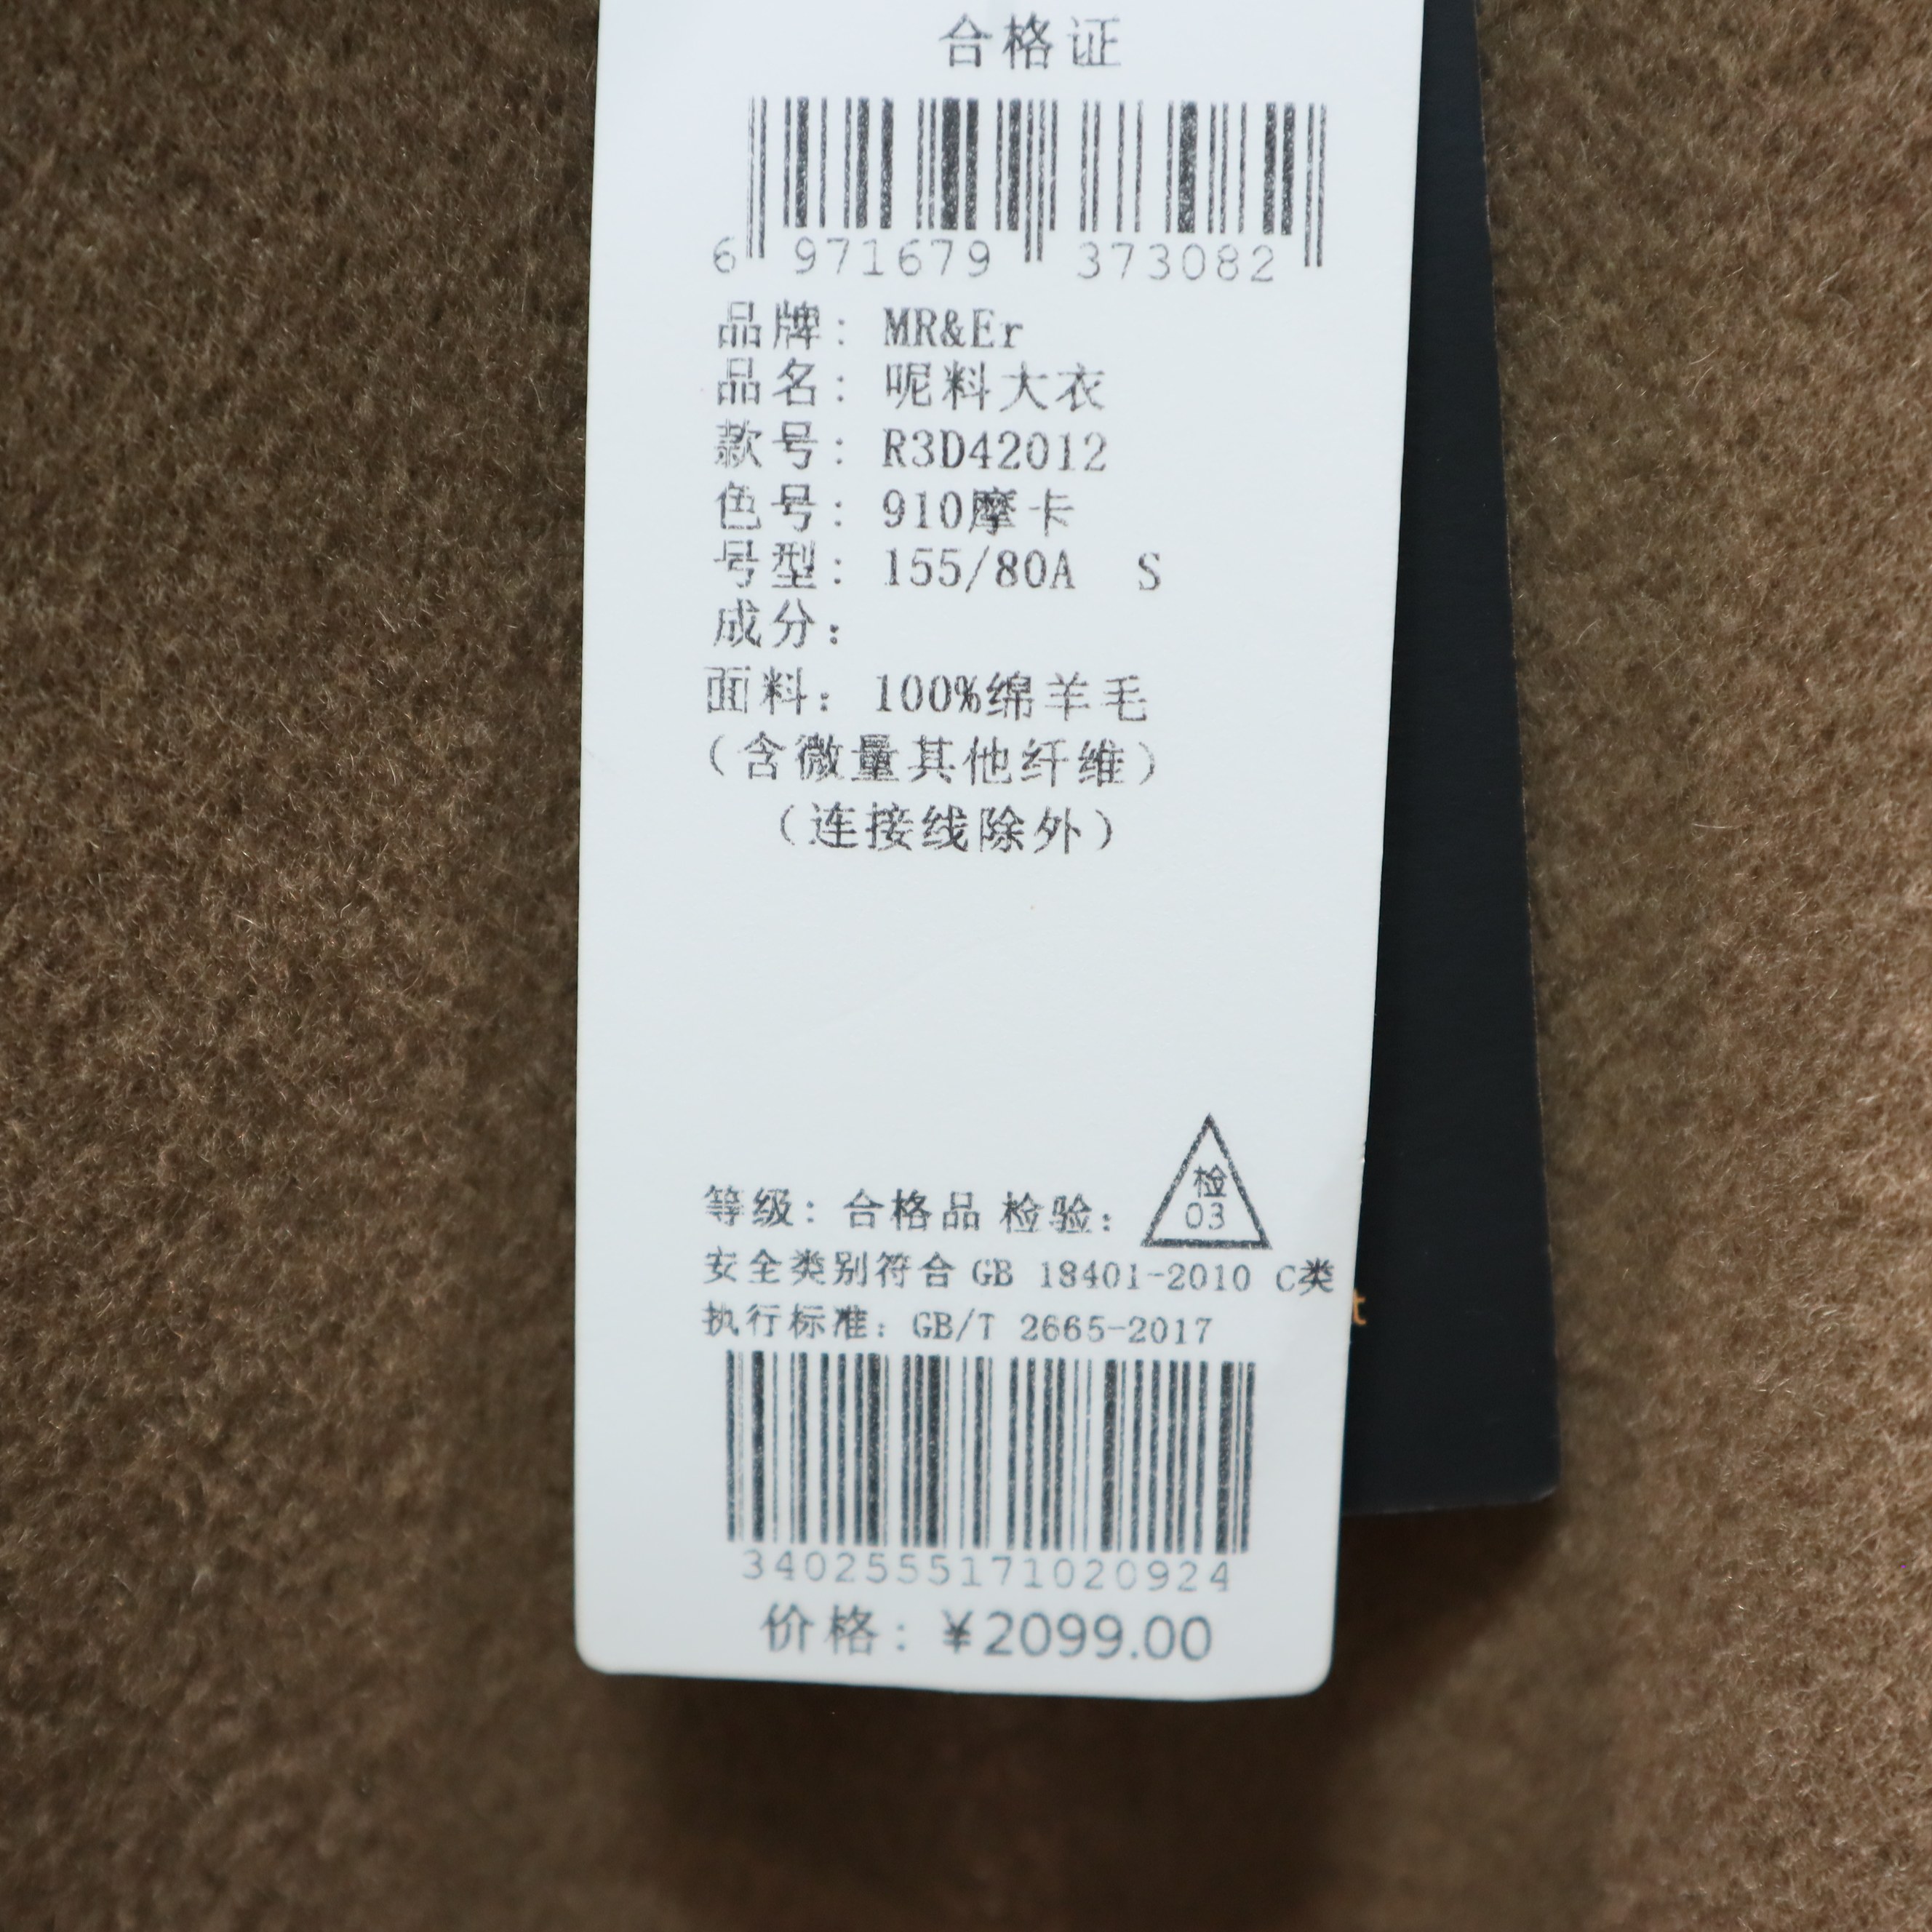 合格证
6 971679 373082
品牌: MR&Er
品名: 呢料大衣
款号: R3D42012
色号: 910摩卡
号型: 155/80A S
成分:
面料: 100%绵羊毛
(含微量其他纤维)
(连接线除外)
检
03
等级: 合格品 检验:
安全类别符合 GB 18401-2010 C类
执行标准: GB/T 2665-2017
t
3402555171020924
价格: ¥2099.00